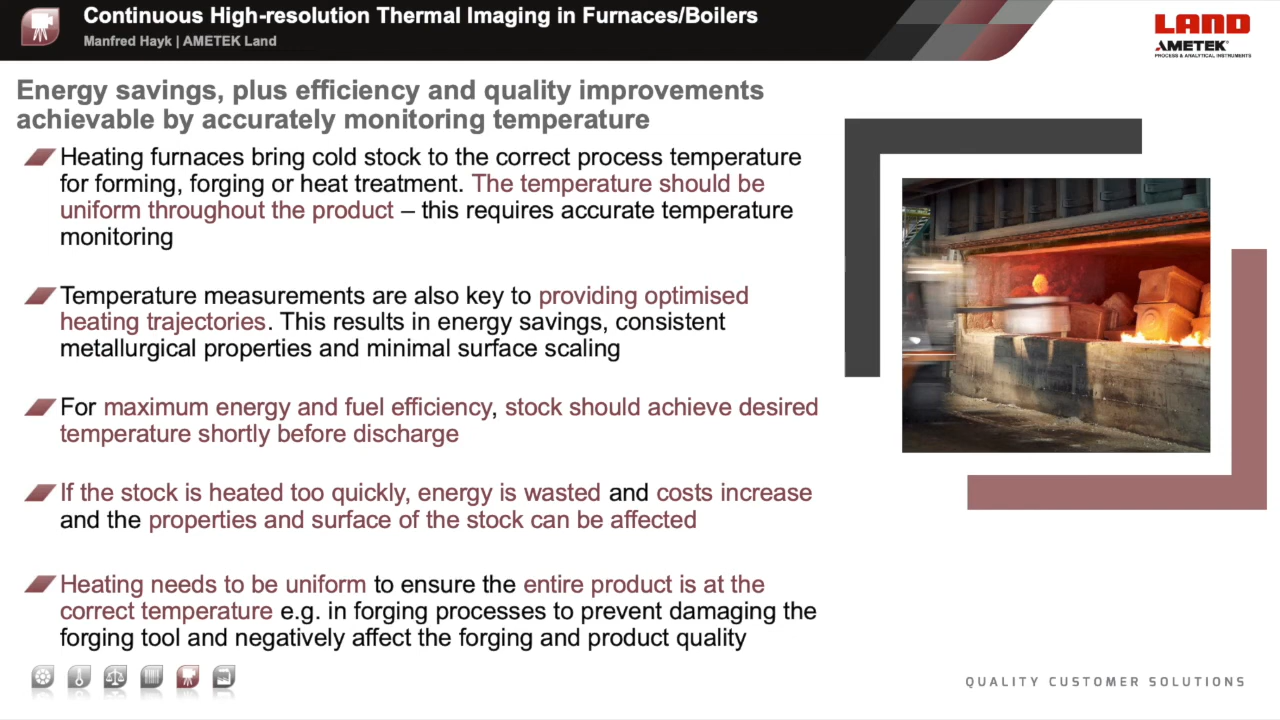 Continuous High-resolution Thermal Imaging in Furnaces/Boilers
Manfred Hayk | AMETEK Land
LAND
AMETEK®
PROCESS & ANALYTICAL INSTRUMENTS
Energy savings, plus efficiency and quality improvements
achievable by accurately monitoring temperature
Heating furnaces bring cold stock to the correct process temperature
for forming, forging or heat treatment. The temperature should be
uniform throughout the product – this requires accurate temperature
monitoring
Temperature measurements are also key to providing optimised
heating trajectories. This results in energy savings, consistent
metallurgical properties and minimal surface scaling
For maximum energy and fuel efficiency, stock should achieve desired
temperature shortly before discharge
If the stock is heated too quickly, energy is wasted and costs increase
and the properties and surface of the stock can be affected
Heating needs to be uniform to ensure the entire product is at the
correct temperature e.g. in forging processes to prevent damaging the
forging tool and negatively affect the forging and product quality
QUALITY CUSTOMER SOLUTIONS